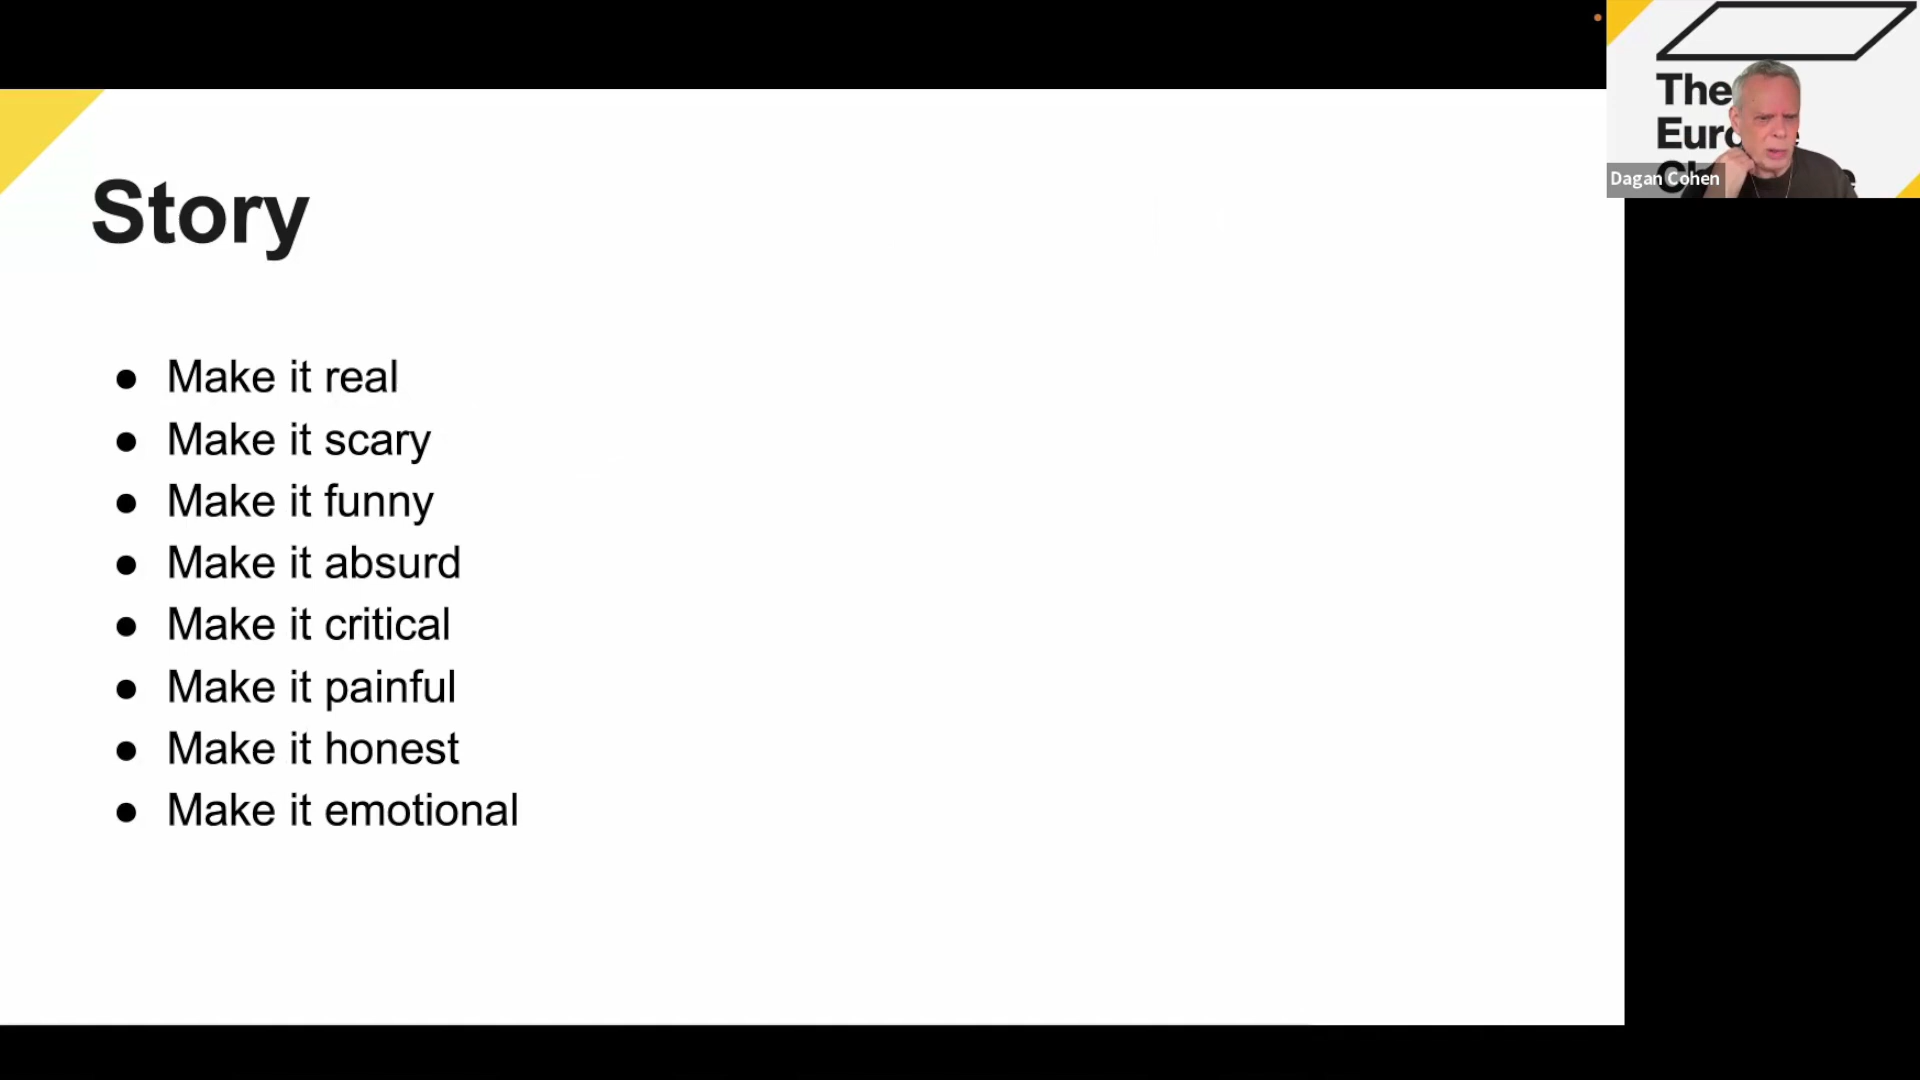 Story
● Make it real
● Make it scary
● Make it funny
● Make it absurd
● Make it critical
● Make it painful
● Make it honest
● Make it emotional
The
Dagan Cohen